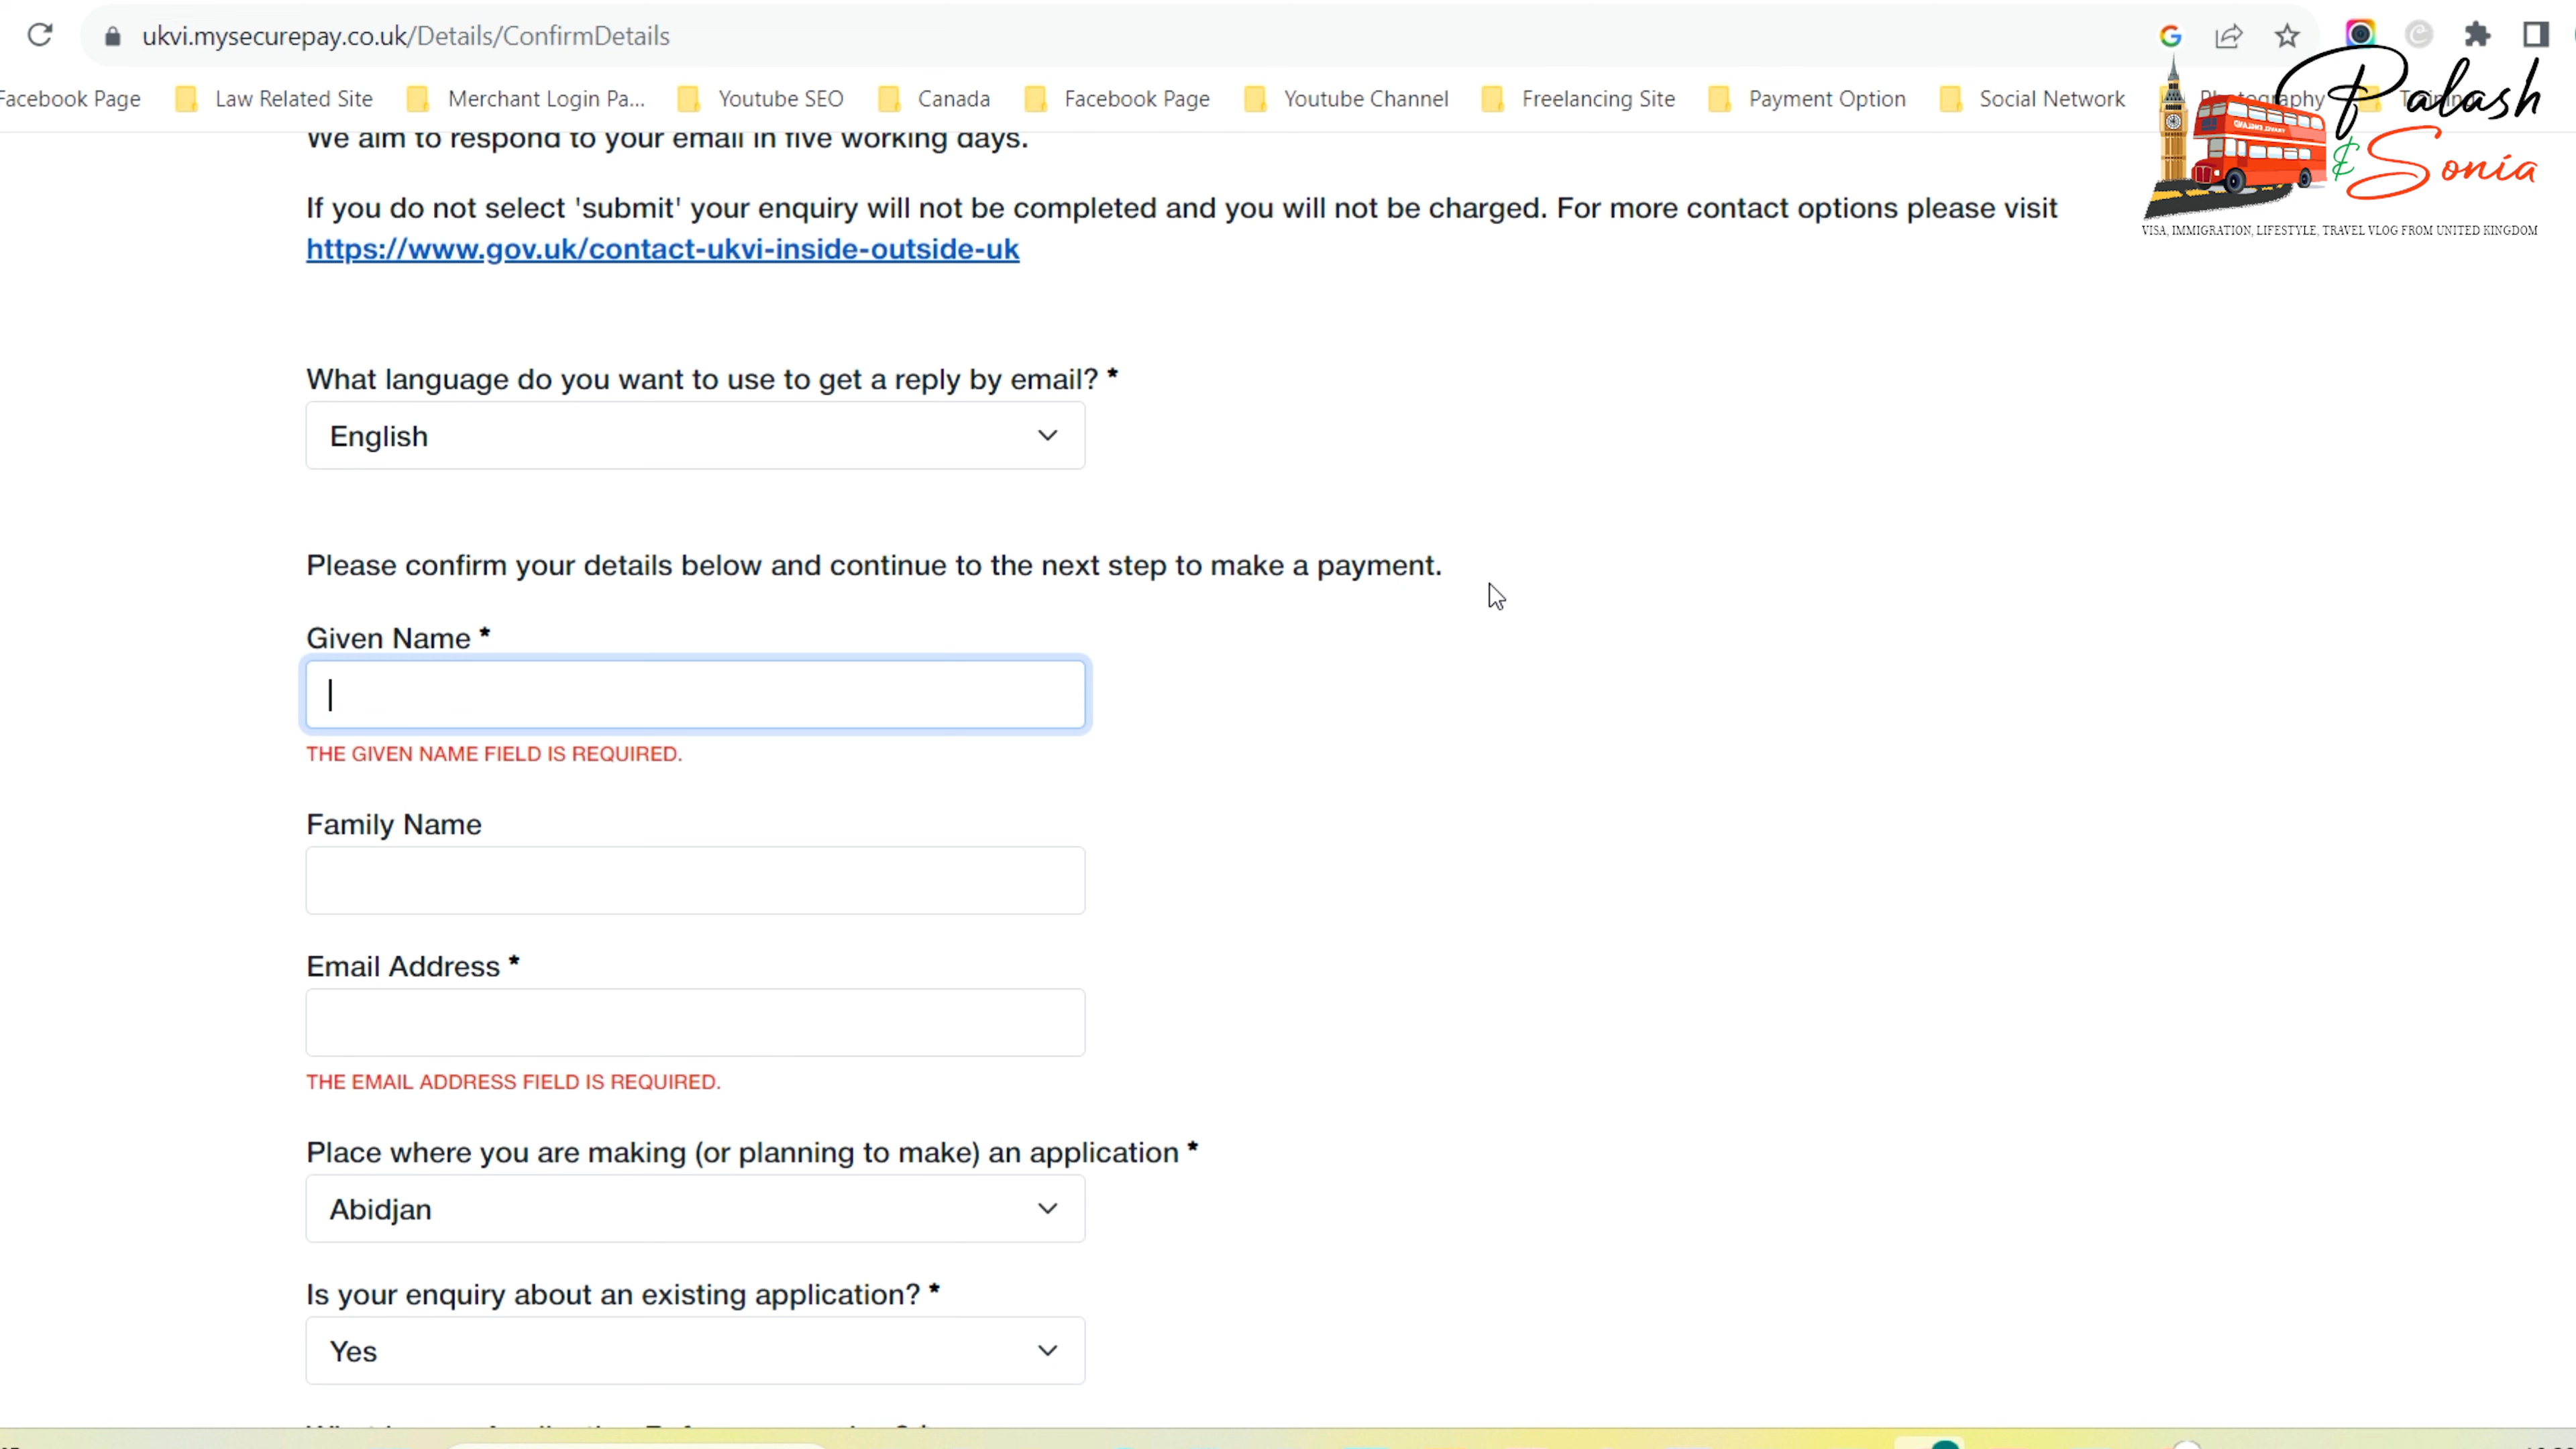 ukvi.mysecurepay.co.uk/Details/ConfirmDetails
Facebook Page Law Related Site Merchant Login Pa... Youtube SEO Canada Facebook Page Youtube Channel Freelancing Site Payment Option Social Network Photography Training
Palash
& Sonia
VISA, IMMIGRATION, LIFESTYLE, TRAVEL VLOG FROM UNITED KINGDOM
We aim to respond to your email in five working days.
If you do not select 'submit' your enquiry will not be completed and you will not be charged. For more contact options please visit
https://www.gov.uk/contact-ukvi-inside-outside-uk
What language do you want to use to get a reply by email? *
English
Please confirm your details below and continue to the next step to make a payment.
Given Name *
THE GIVEN NAME FIELD IS REQUIRED.
Family Name
Email Address *
THE EMAIL ADDRESS FIELD IS REQUIRED.
Place where you are making (or planning to make) an application *
Abidjan
Is your enquiry about an existing application? *
Yes